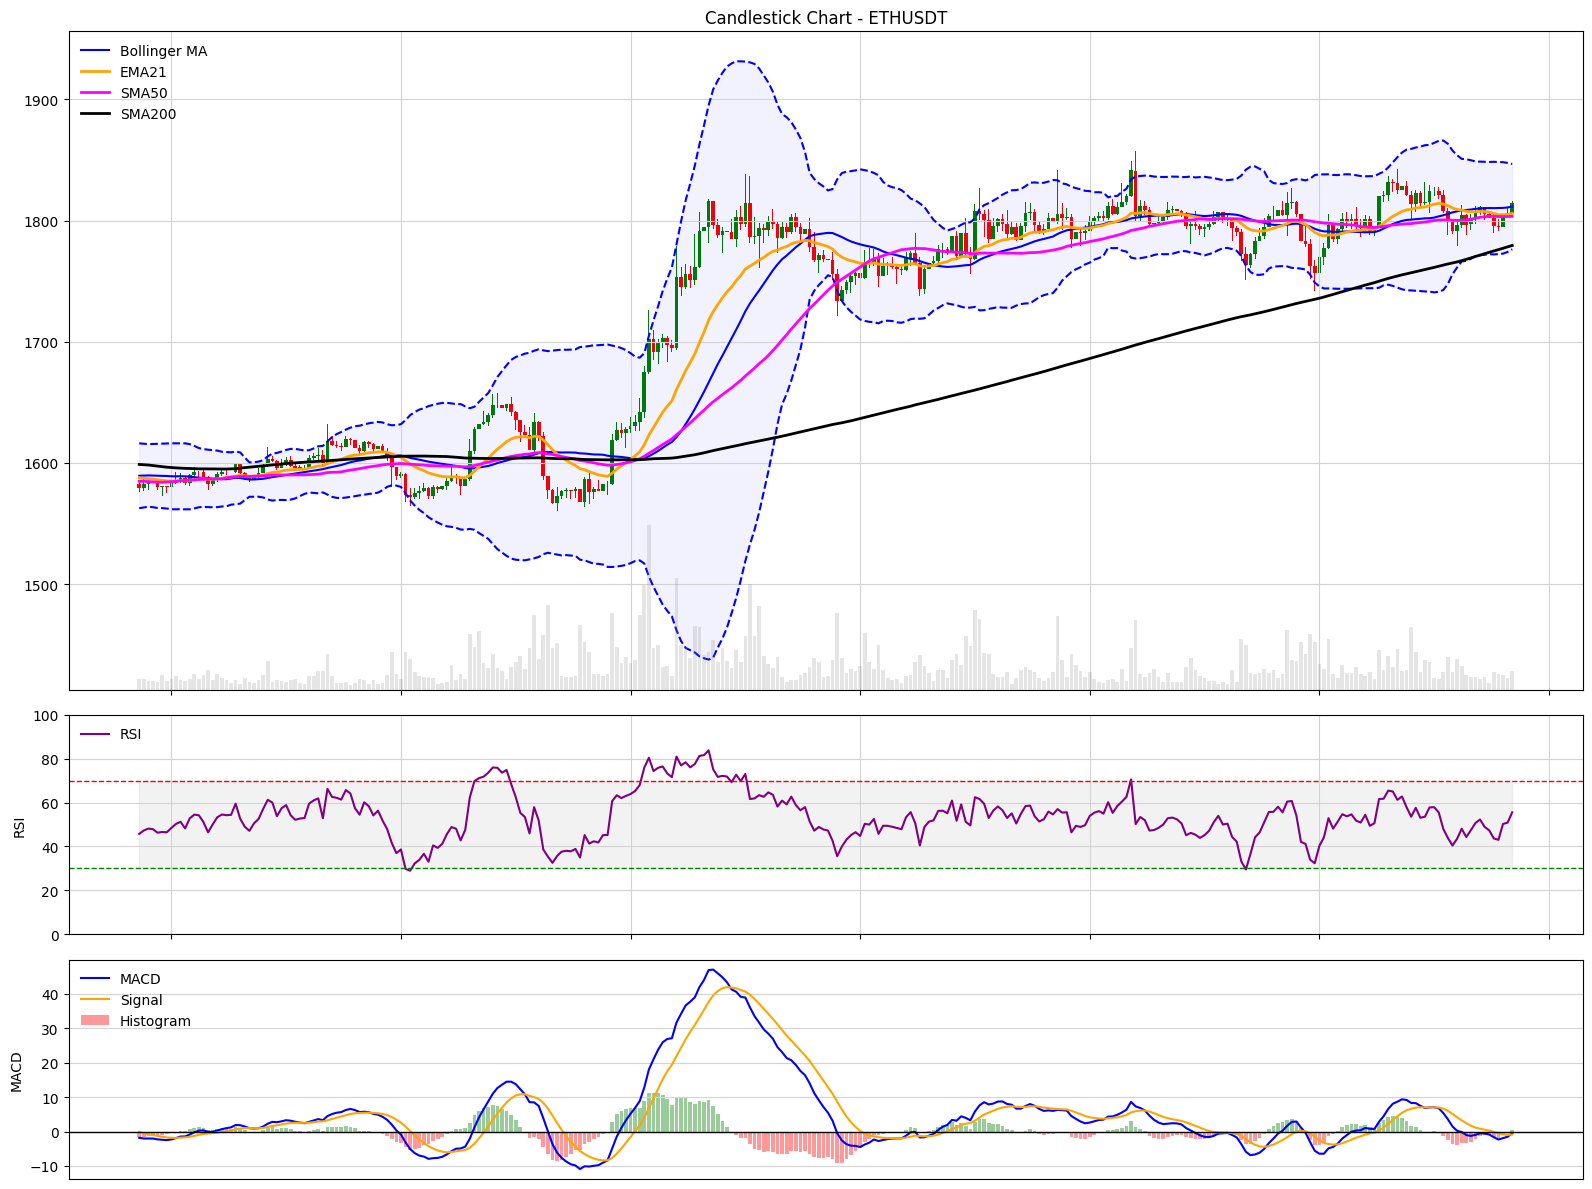 Candlestick Chart - ETHUSDT
Bollinger MA
EMA21
SMA50
SMA200
1900
1800
1700
1600
1500
RSI
100
80
60
40
20
0
RSI
MACD
Signal
Histogram
40
30
20
10
0
−10
MACD